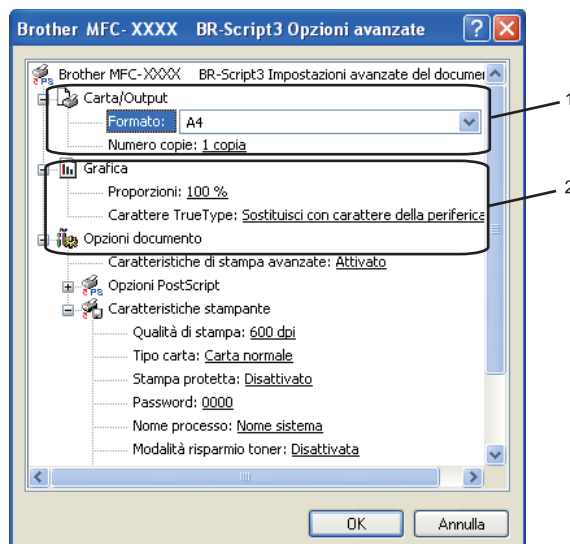 Brother MFC- XXXX BR-Script3 Opzioni avanzate
Brother MFC-XXXX BR-Script3 Impostazioni avanzate del documei
Carta/Output
Formato: A4
Numero copie: 1 copia
1
Grafica
Proporzioni: 100 %
Carattere TrueType: Sostituisci con carattere della periferica
2
Opzioni documento
Caratteristiche di stampa avanzate: Attivato
Opzioni PostScript
Caratteristiche stampante
Qualità di stampa: 600 dpi
Tipo carta: Carta normale
Stampa protetta: Disattivato
Password: 0000
Nome processo: Nome sistema
Modalità risparmio toner: Disattivata
OK Annulla